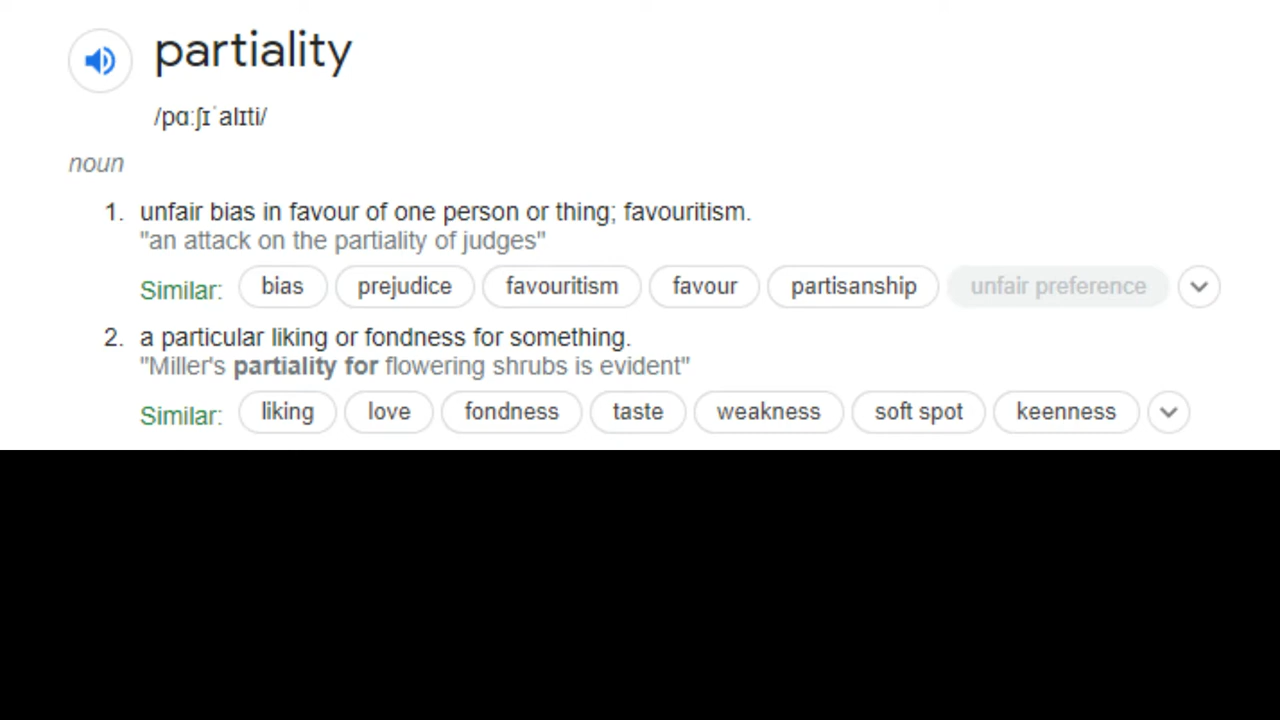 partiality
/pɑːʃɪˈalɪti/
noun
1. unfair bias in favour of one person or thing; favouritism.
"an attack on the partiality of judges"
Similar: bias prejudice favouritism favour partisanship unfair preference
2. a particular liking or fondness for something.
"Miller's partiality for flowering shrubs is evident"
Similar: liking love fondness taste weakness soft spot keenness